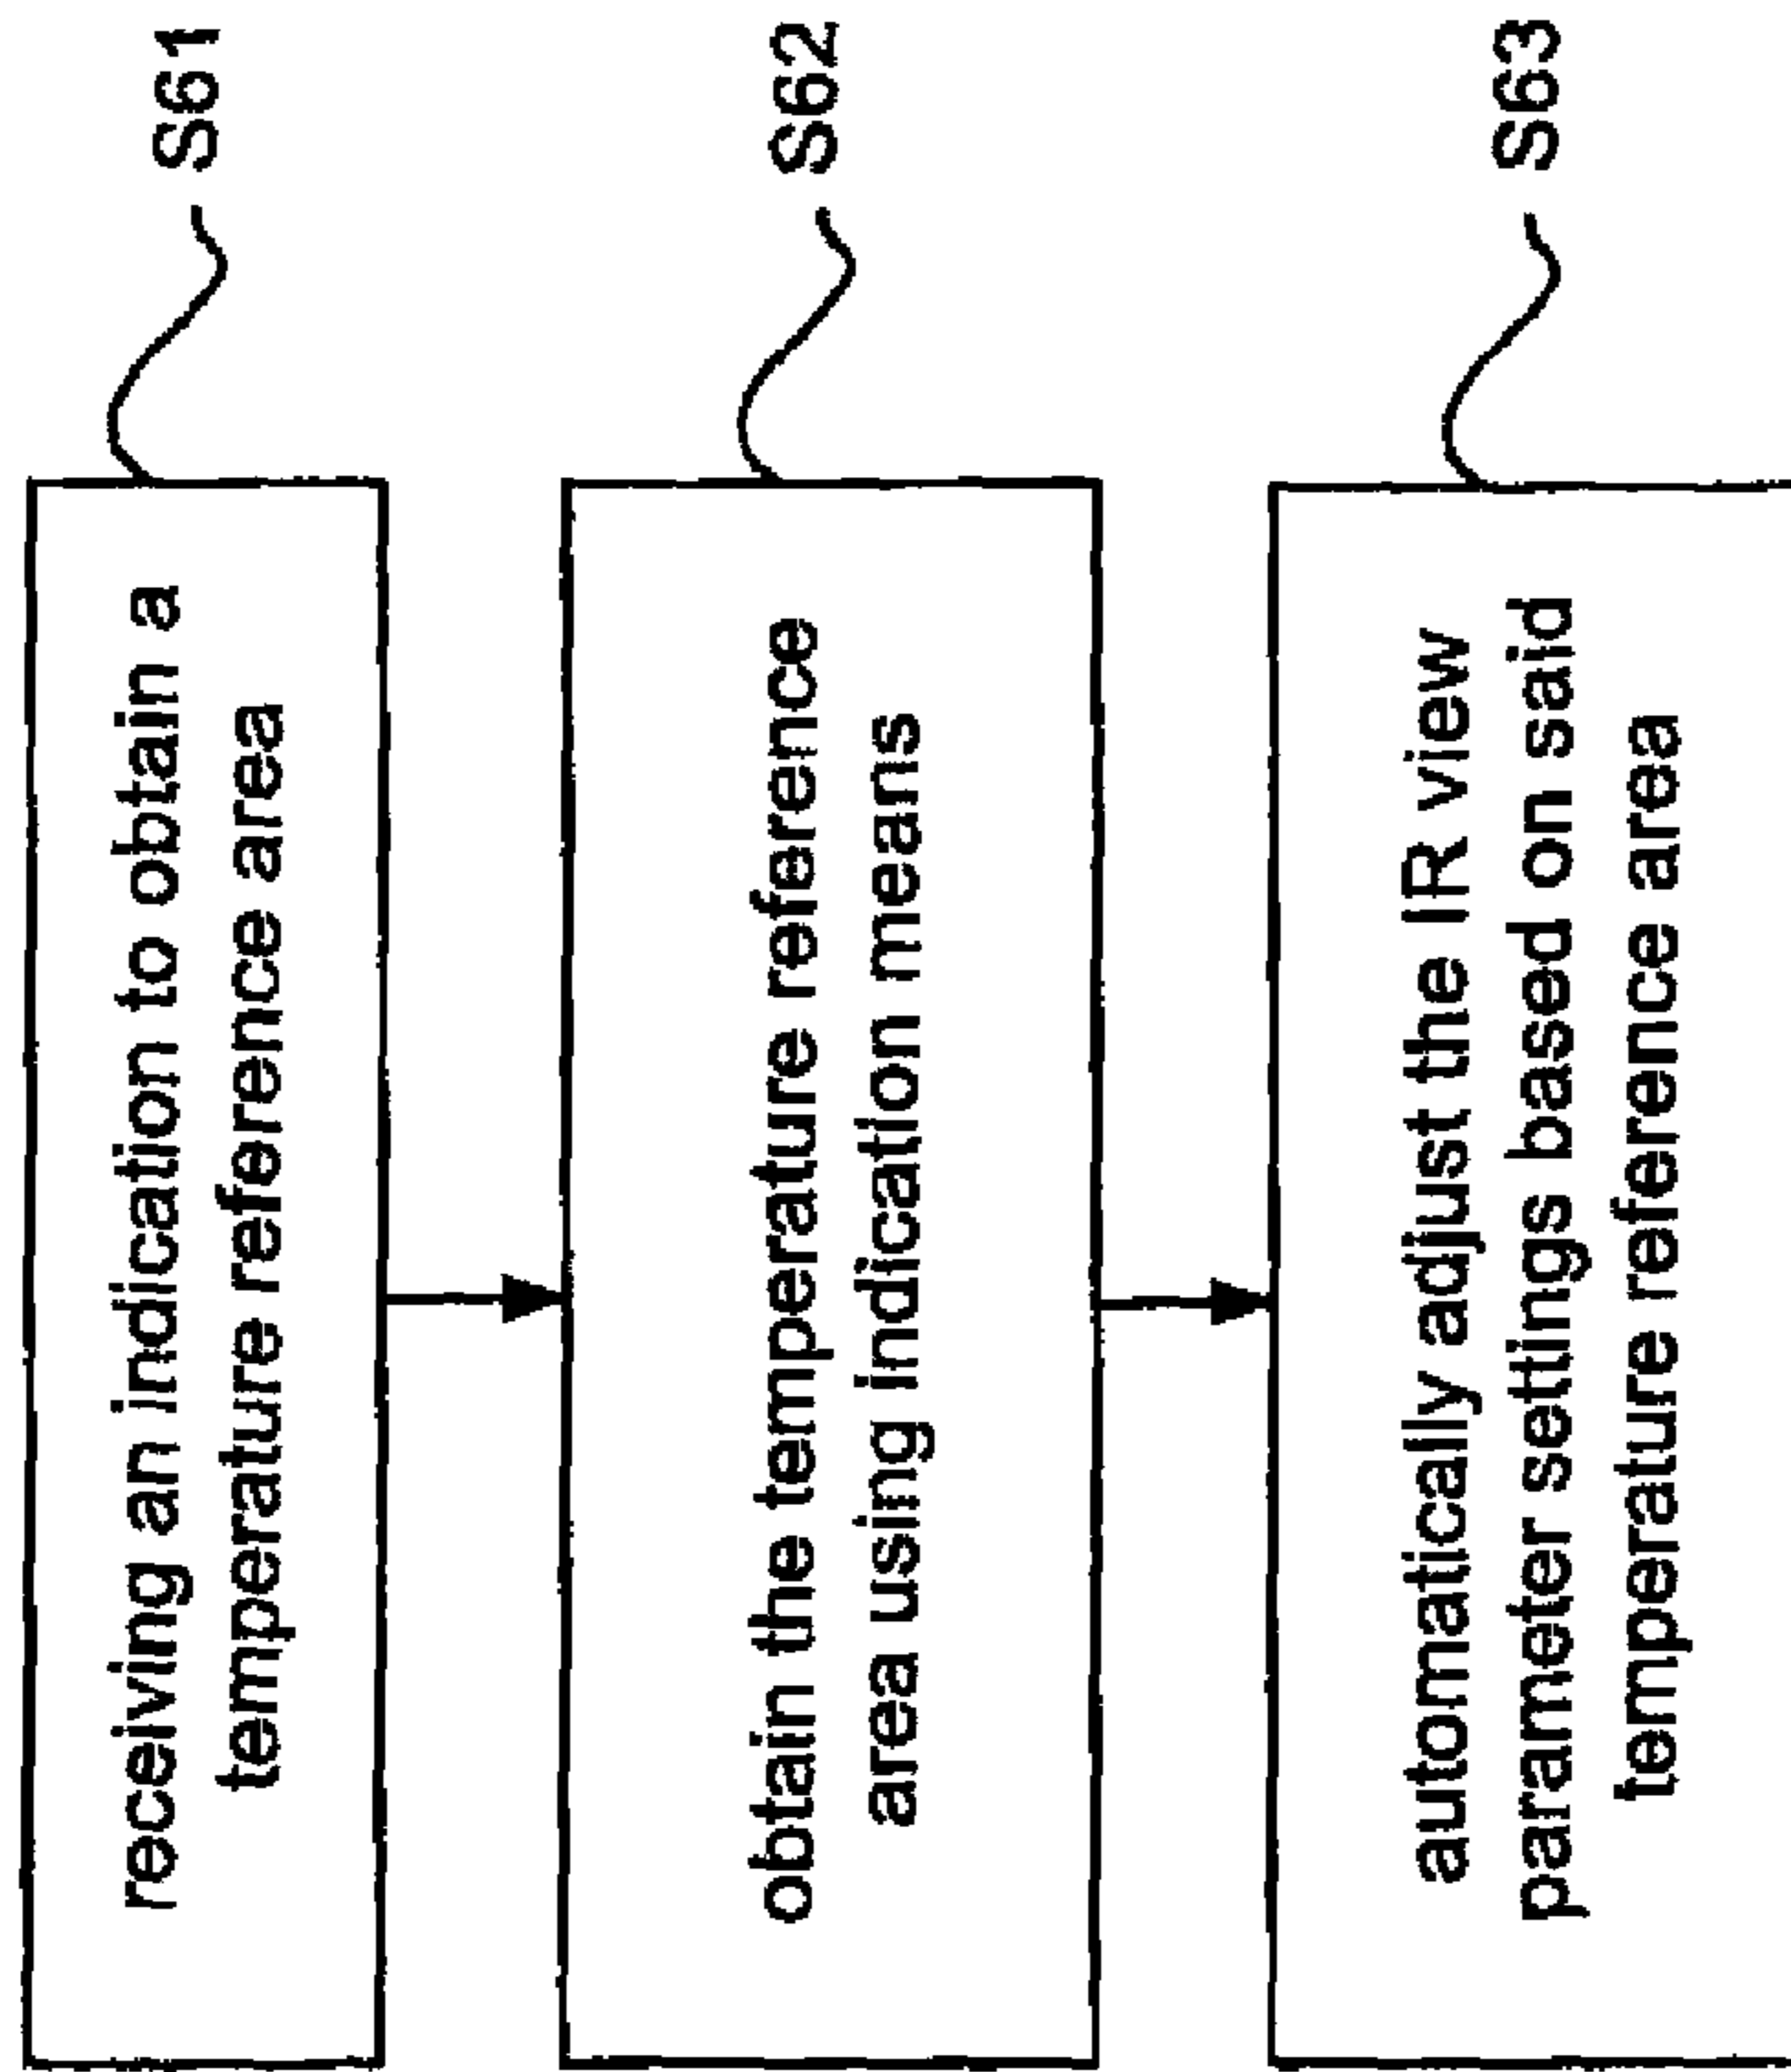 receiving an indication to obtain a
temperature reference area
S61
obtain the temperature reference
area using indication means
S62
automatically adjust the IR view
parameter settings based on said
temperature reference area
S63